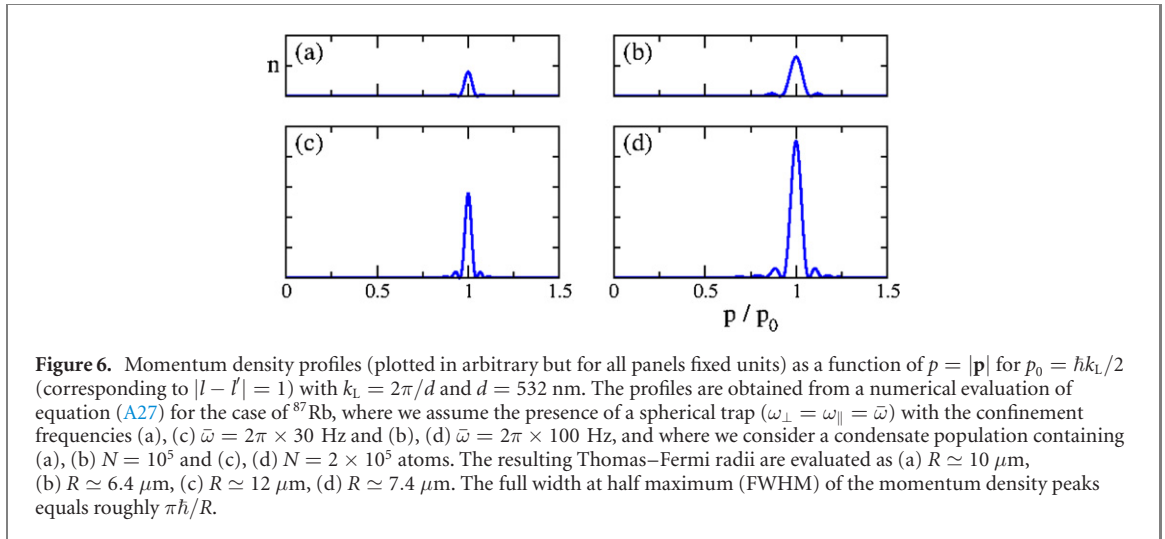 (a)
(b)
n
(c)
(d)
0
0.5
1
1.5
0
0.5
1
1.5
p / p₀
Figure 6. Momentum density profiles (plotted in arbitrary but for all panels fixed units) as a function of p = |p| for p₀ = ℏk_L/2
(corresponding to |l − l′| = 1) with k_L = 2π/d and d = 532 nm. The profiles are obtained from a numerical evaluation of
equation (A27) for the case of ⁸⁷Rb, where we assume the presence of a spherical trap (ω_⊥ = ω_∥ = ω̄) with the confinement
frequencies (a), (c) ω̄ = 2π × 30 Hz and (b), (d) ω̄ = 2π × 100 Hz, and where we consider a condensate population containing
(a), (b) N = 10⁵ and (c), (d) N = 2 × 10⁵ atoms. The resulting Thomas–Fermi radii are evaluated as (a) R ≃ 10 μm,
(b) R ≃ 6.4 μm, (c) R ≃ 12 μm, (d) R ≃ 7.4 μm. The full width at half maximum (FWHM) of the momentum density peaks
equals roughly πℏ/R.